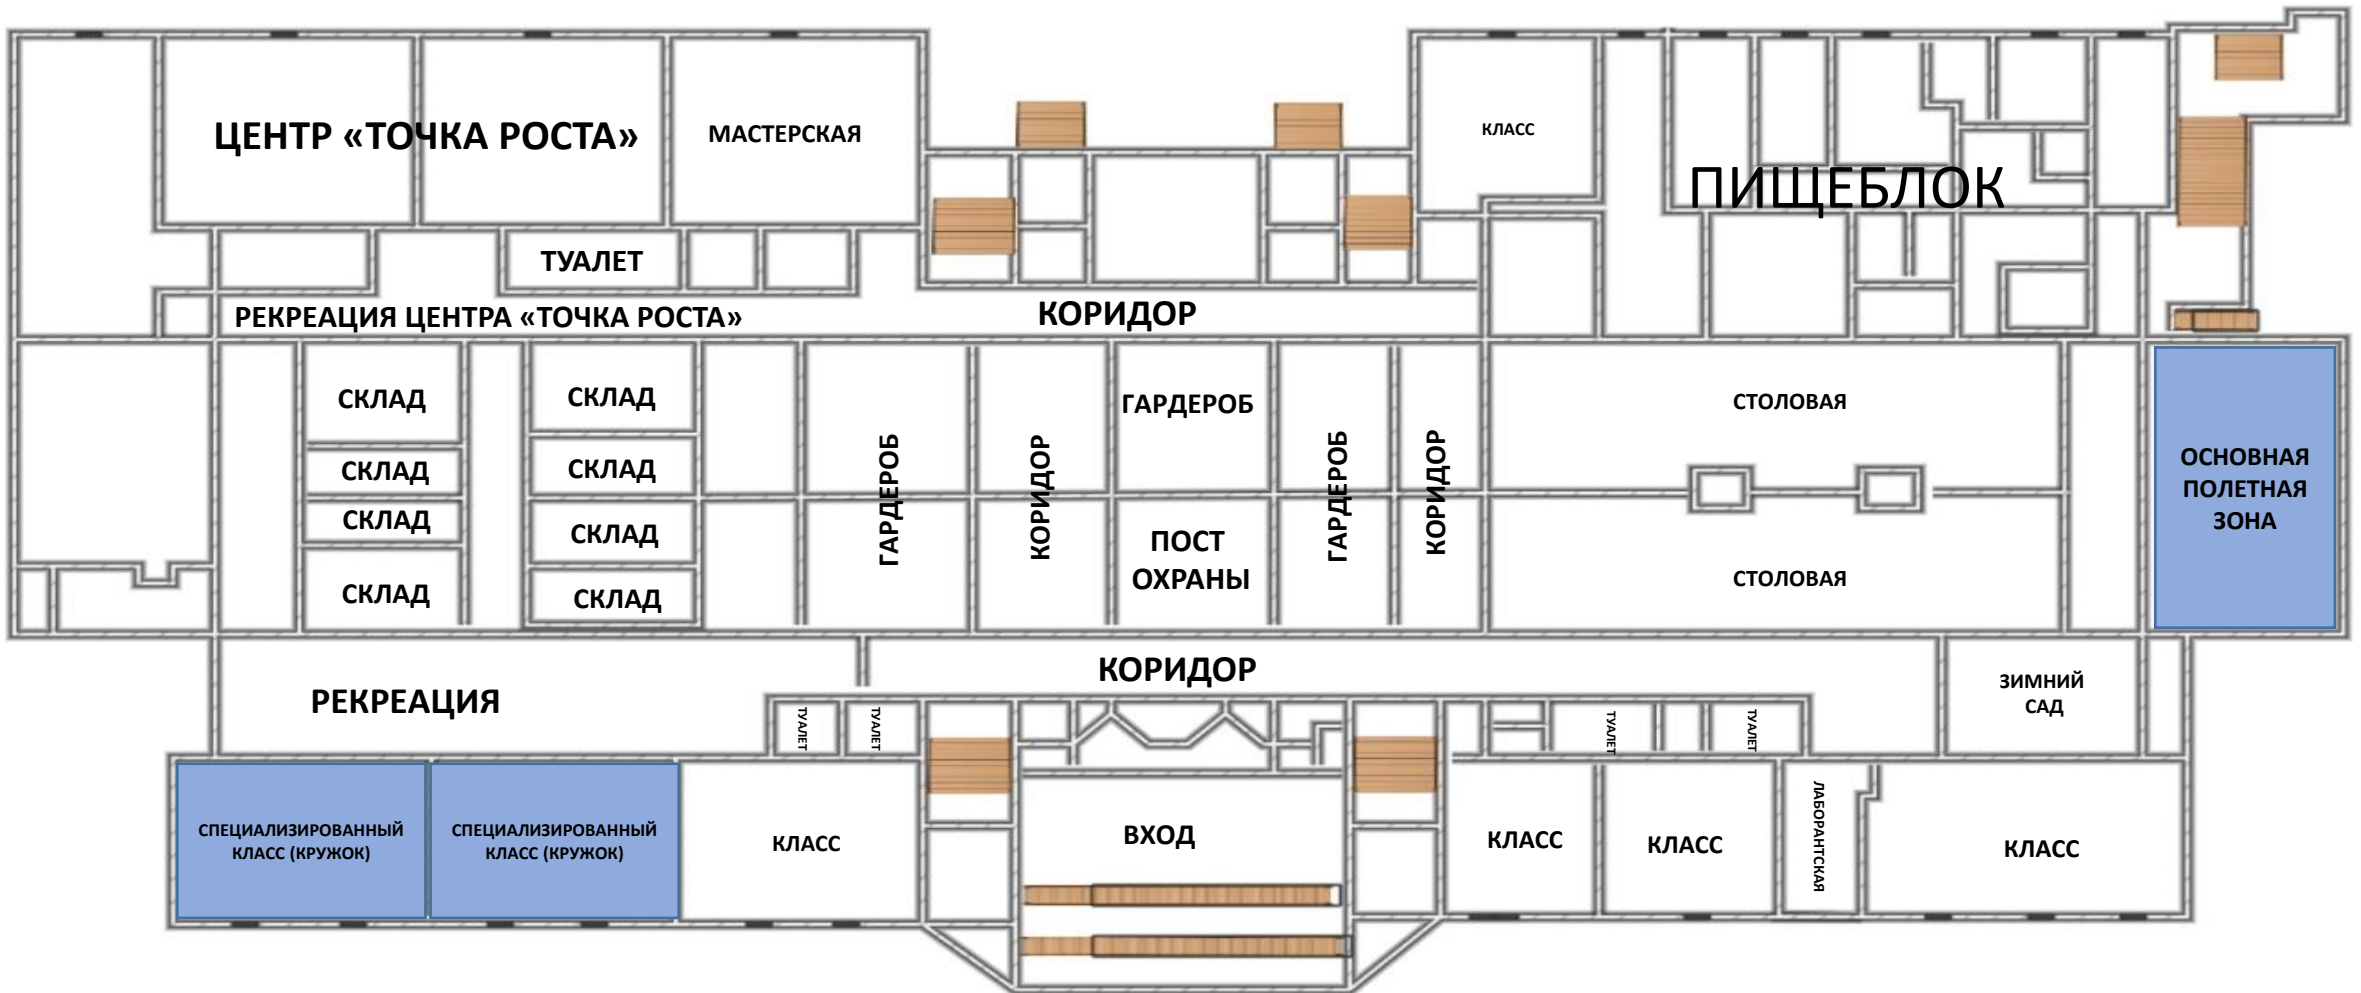 ЦЕНТР «ТОЧКА РОСТА»
МАСТЕРСКАЯ
КЛАСС
ПИЩЕБЛОК
ТУАЛЕТ
РЕКРЕАЦИЯ ЦЕНТРА «ТОЧКА РОСТА»
КОРИДОР
СКЛАД
СКЛАД
СКЛАД
СКЛАД
СКЛАД
СКЛАД
СКЛАД
СКЛАД
ГАРДЕРОБ
КОРИДОР
ГАРДЕРОБ
ПОСТ
ОХРАНЫ
ГАРДЕРОБ
КОРИДОР
СТОЛОВАЯ
СТОЛОВАЯ
ОСНОВНАЯ
ПОЛЕТНАЯ
ЗОНА
РЕКРЕАЦИЯ
КОРИДОР
ЗИМНИЙ
САД
ТУАЛЕТ
ТУАЛЕТ
ТУАЛЕТ
ТУАЛЕТ
СПЕЦИАЛИЗИРОВАННЫЙ
КЛАСС (КРУЖОК)
СПЕЦИАЛИЗИРОВАННЫЙ
КЛАСС (КРУЖОК)
КЛАСС
ВХОД
КЛАСС
КЛАСС
ЛАБОРАНТСКАЯ
КЛАСС